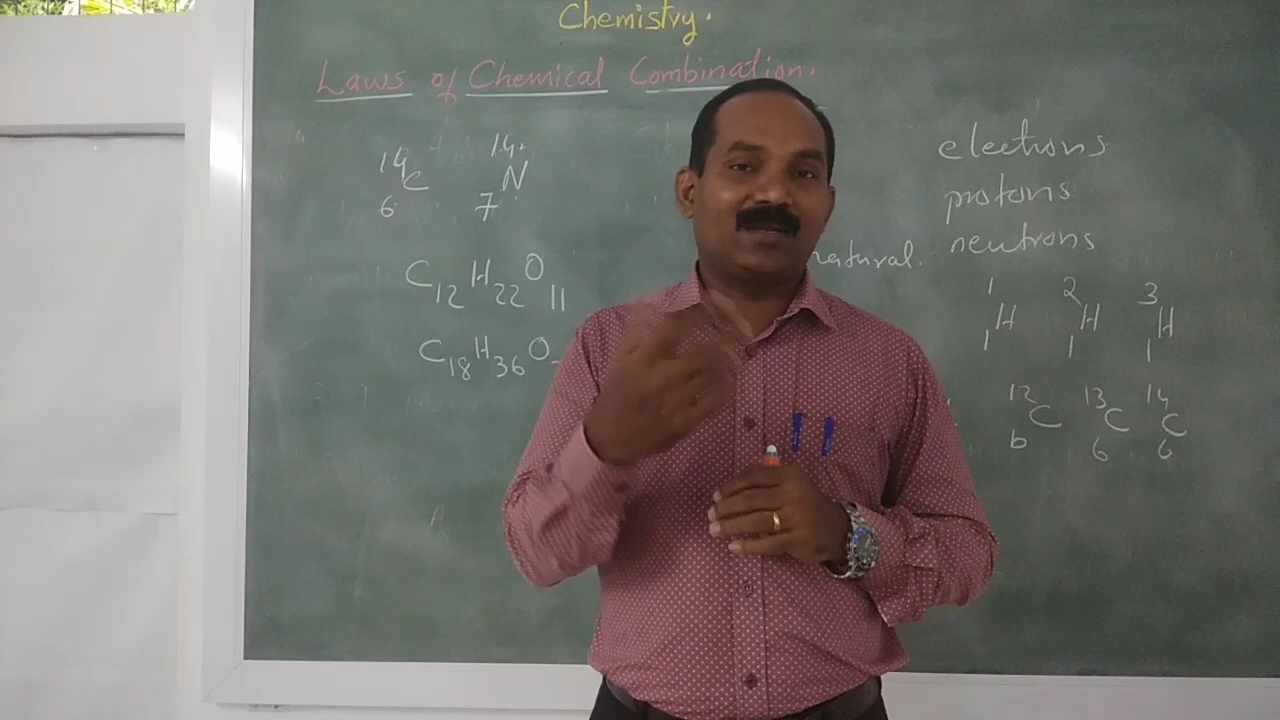 Chemistry.
Laws of Chemical Combination.
14 14.
C N
6 7
C12H22O11
C18H36O
natural.
electrons
protons
neutrons
1 2 3
H H H
1 1 1
12 13 14
C C C
6 6 6